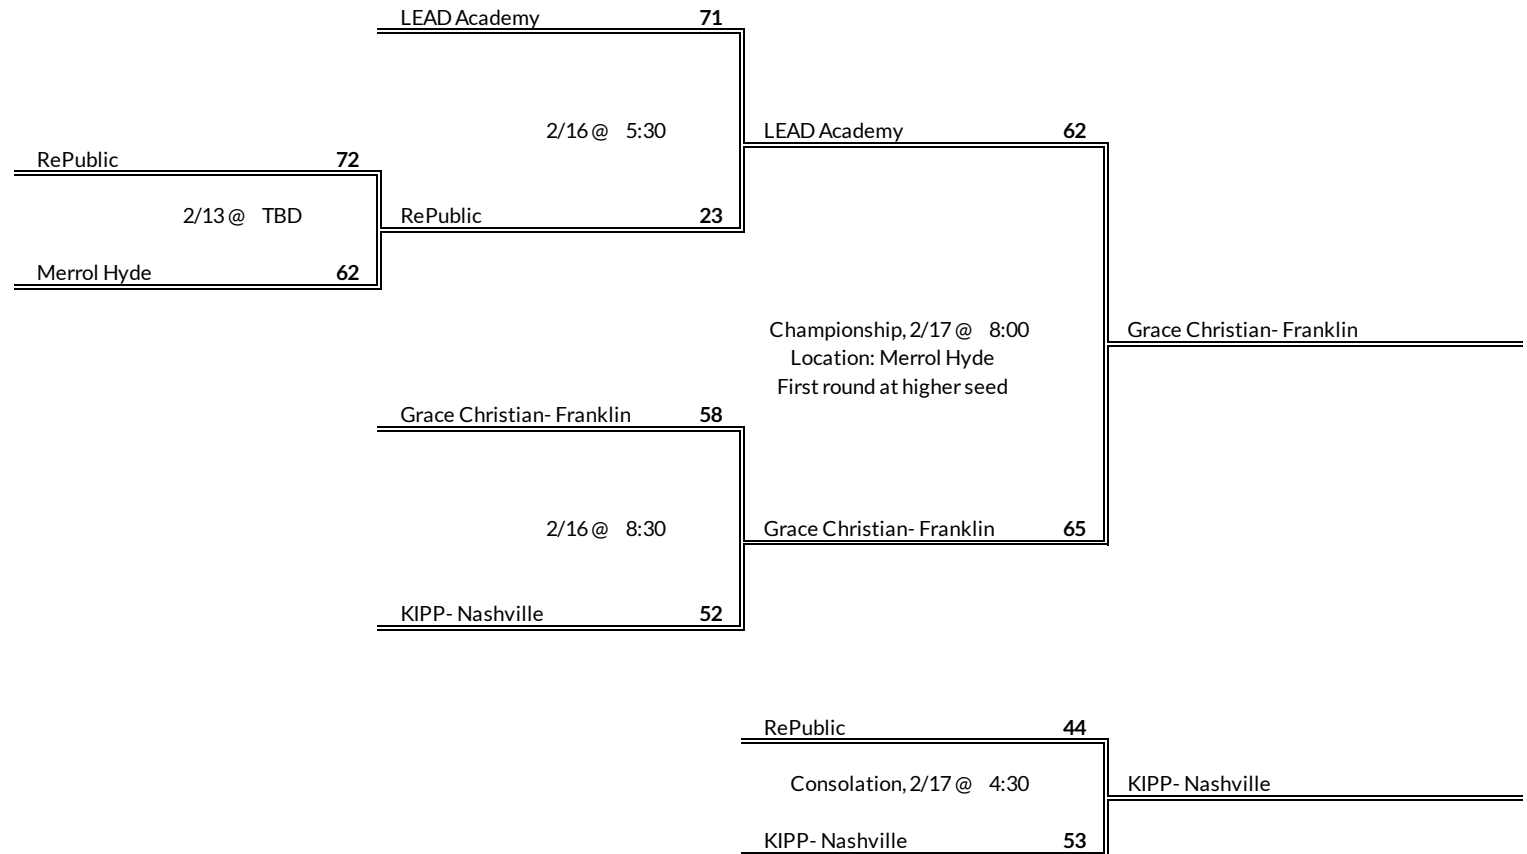 LEAD Academy 71
2/16 @ 5:30
LEAD Academy 62
RePublic 72
2/13 @ TBD
RePublic 23
Merrol Hyde 62
Championship, 2/17 @ 8:00
Grace Christian- Franklin
Location: Merrol Hyde
First round at higher seed
Grace Christian- Franklin 58
2/16 @ 8:30
Grace Christian- Franklin 65
KIPP- Nashville 52
RePublic 44
Consolation, 2/17 @ 4:30
KIPP- Nashville
KIPP- Nashville 53